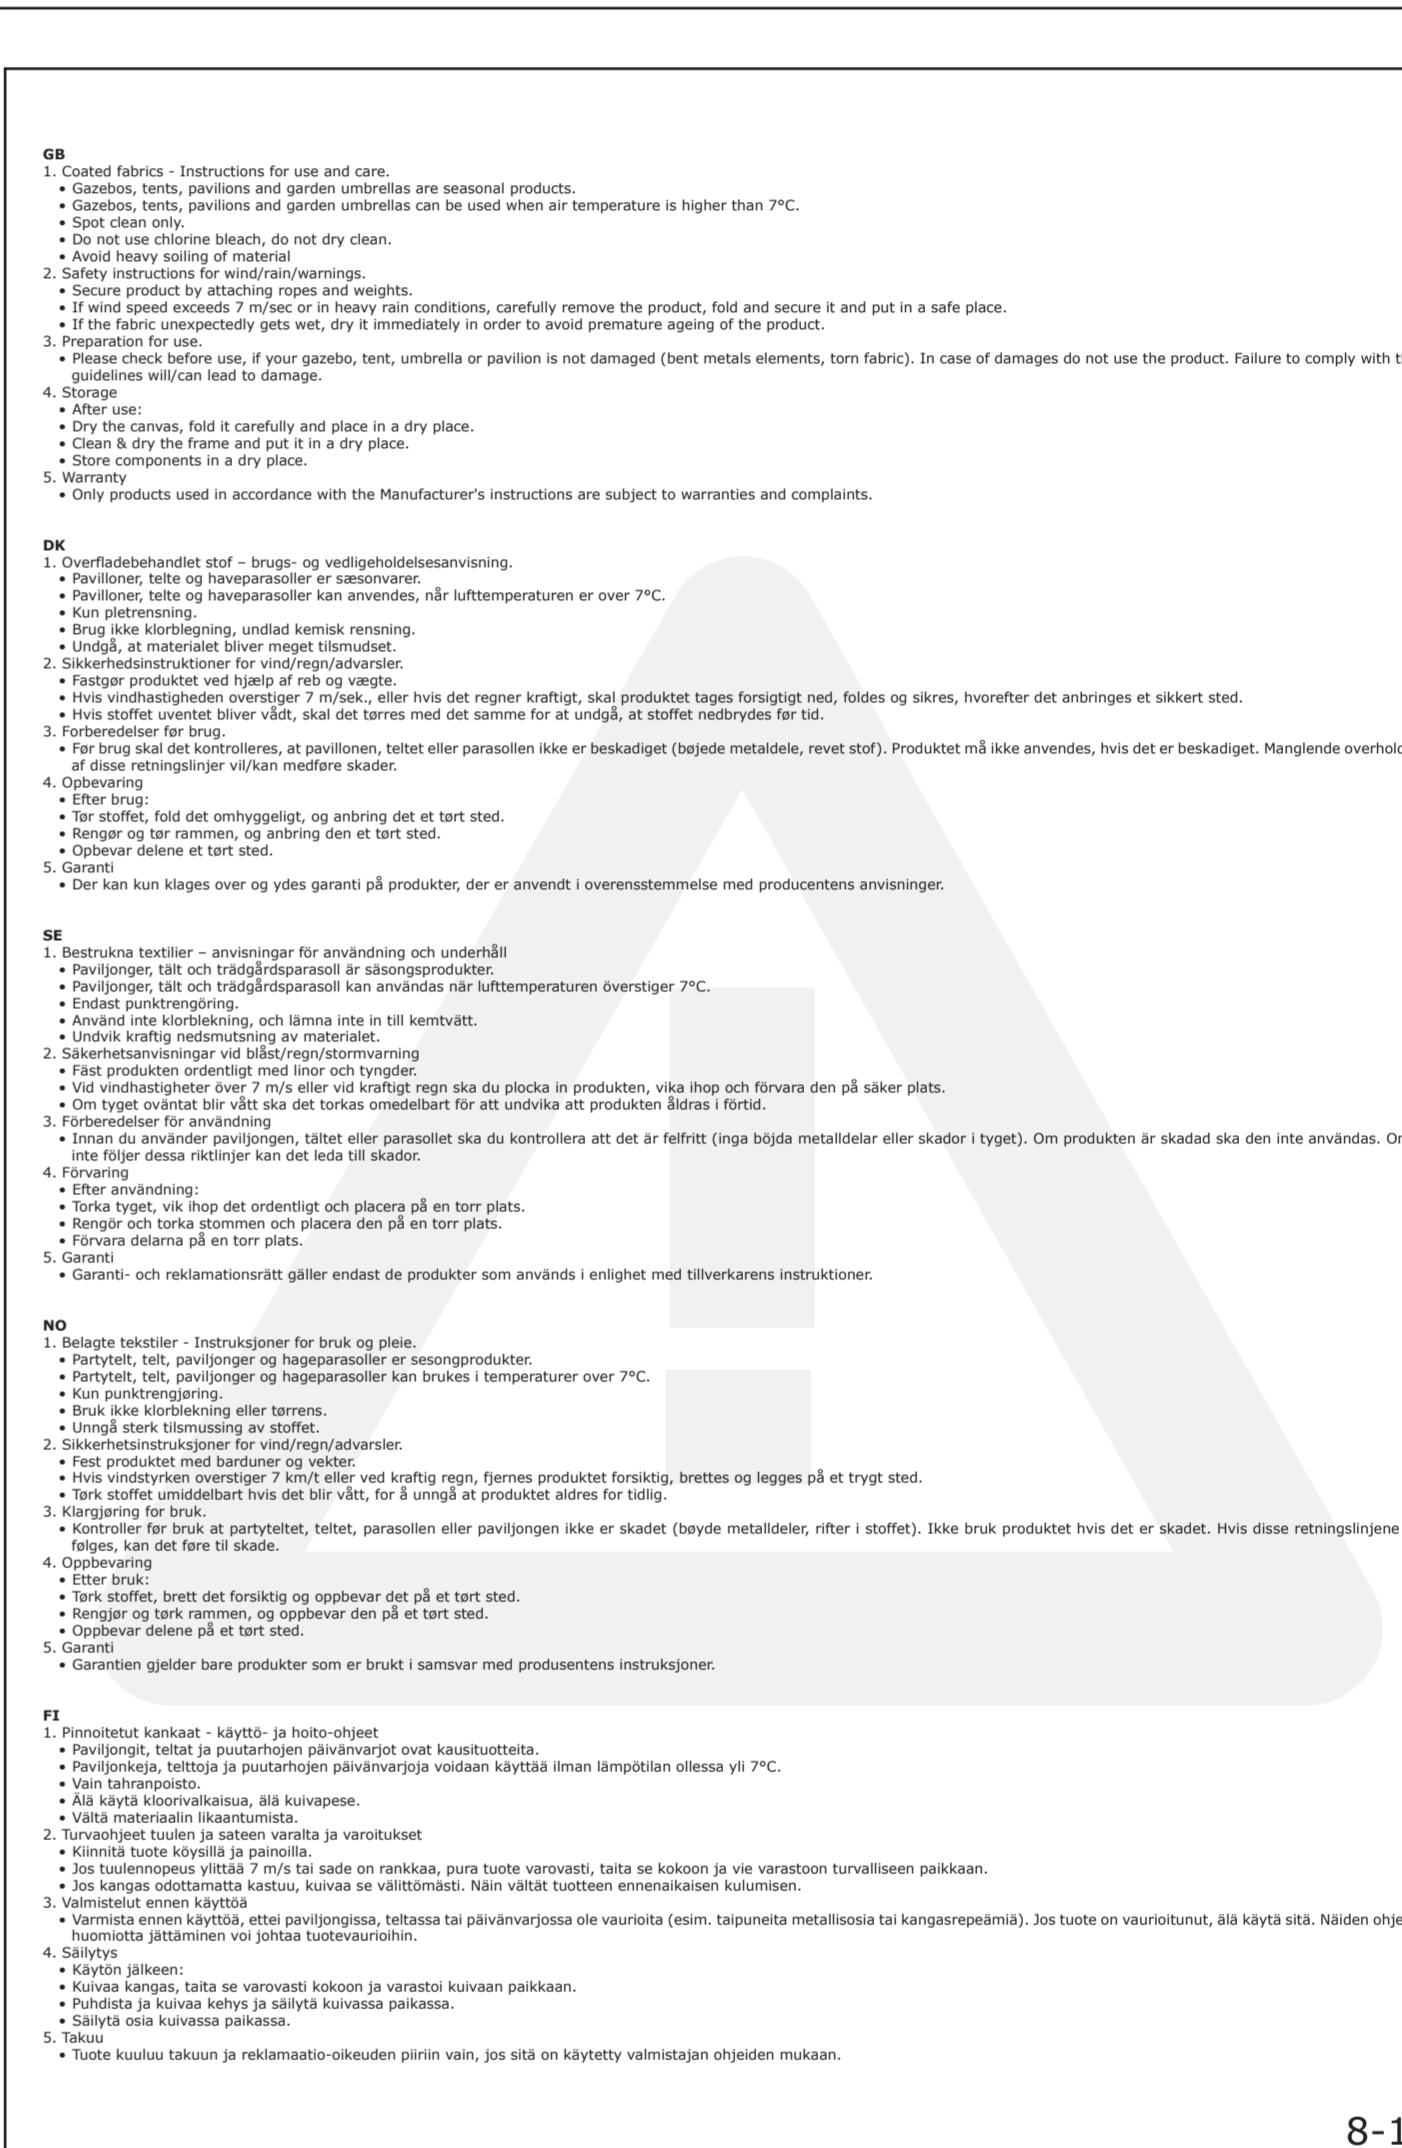 GB
1. Coated fabrics - Instructions for use and care.
• Gazebos, tents, pavilions and garden umbrellas are seasonal products.
• Gazebos, tents, pavilions and garden umbrellas can be used when air temperature is higher than 7°C.
• Spot clean only.
• Do not use chlorine bleach, do not dry clean.
• Avoid heavy soiling of material
2. Safety instructions for wind/rain/warnings.
• Secure product by attaching ropes and weights.
• If wind speed exceeds 7 m/sec or in heavy rain conditions, carefully remove the product, fold and secure it and put in a safe place.
• If the fabric unexpectedly gets wet, dry it immediately in order to avoid premature ageing of the product.
3. Preparation for use.
• Please check before use, if your gazebo, tent, umbrella or pavilion is not damaged (bent metals elements, torn fabric). In case of damages do not use the product. Failure to comply with
guidelines will/can lead to damage.
4. Storage
• After use:
• Dry the canvas, fold it carefully and place in a dry place.
• Clean & dry the frame and put it in a dry place.
• Store components in a dry place.
5. Warranty
• Only products used in accordance with the Manufacturer's instructions are subject to warranties and complaints.
DK
1. Overfladebehandlet stof – brugs- og vedligeholdelsesanvisning.
• Pavilloner, telte og haveparasoller er sæsonvarer.
• Pavilloner, telte og haveparasoller kan anvendes, når lufttemperaturen er over 7°C.
• Kun pletrensning.
• Brug ikke klorblegning, undlad kemisk rensning.
• Undgå, at materialet bliver meget tilsmudset.
2. Sikkerhedsinstruktioner for vind/regn/advarsler.
• Fastgør produktet ved hjælp af reb og vægte.
• Hvis vindhastigheden overstiger 7 m/sek., eller hvis det regner kraftigt, skal produktet tages forsigtigt ned, foldes og sikres, hvorefter det anbringes et sikkert sted.
• Hvis stoffet uventet bliver vådt, skal det tørres med det samme for at undgå, at stoffet nedbrydes før tid.
3. Forberedelser før brug.
• Før brug skal det kontrolleres, at pavillonen, teltet eller parasollen ikke er beskadiget (bøjede metaldele, revet stof). Produktet må ikke anvendes, hvis det er beskadiget. Manglende
af disse retningslinjer vil/kan medføre skader.
4. Opbevaring
• Efter brug:
• Tør stoffet, fold det omhyggeligt, og anbring det et tørt sted.
• Rengør og tør rammen, og anbring den et tørt sted.
• Opbevar delene et tørt sted.
5. Garanti
• Der kan kun klages over og ydes garanti på produkter, der er anvendt i overensstemmelse med producentens anvisninger.
SE
1. Bestrukna textilier – anvisningar för användning och underhåll
• Paviljonger, tält och trädgårdsparasoll är säsongsprodukter.
• Paviljonger, tält och trädgårdsparasoll kan användas när lufttemperaturen överstiger 7°C.
• Endast punktrengöring.
• Använd inte klorblekning, och lämna inte in till kemtvätt.
• Undvik kraftig nedsmutsning av materialet.
2. Säkerhetsanvisningar vid blåst/regn/stormvarning
• Fäst produkten ordentligt med linor och tyngder.
• Vid vindhastigheter över 7 m/s eller vid kraftigt regn ska du plocka in produkten, vika ihop och förvara den på säker plats.
• Om tyget oväntat blir vått ska det torkas omedelbart för att undvika att produkten åldras i förtid.
3. Förberedelser för användning
• Innan du använder paviljongen, tältet eller parasollet ska du kontrollera att det är felfritt (inga böjda metalldelar eller skador i tyget). Om produkten är skadad ska den inte användas.
inte följer dessa riktlinjer kan det leda till skador.
4. Förvaring
• Efter användning:
• Torka tyget, vik ihop det ordentligt och placera på en torr plats.
• Rengör och torka stommen och placera den på en torr plats.
• Förvara delarna på en torr plats.
5. Garanti
• Garanti- och reklamationsrätt gäller endast de produkter som används i enlighet med tillverkarens instruktioner.
NO
1. Belagte tekstiler - Instruksjoner for bruk og pleie.
• Partytelt, telt, paviljonger og hageparasoller er sesongprodukter.
• Partytelt, telt, paviljonger og hageparasoller kan brukes i temperaturer over 7°C.
• Kun punktrengjøring.
• Bruk ikke klorblekning eller tørrens.
• Unngå sterk tilsmussing av stoffet.
2. Sikkerhetsinstruksjoner for vind/regn/advarsler.
• Fest produktet med barduner og vekter.
• Hvis vindstyrken overstiger 7 km/t eller ved kraftig regn, fjernes produktet forsiktig, brettes og legges på et trygt sted.
• Tørk stoffet umiddelbart hvis det blir vått, for å unngå at produktet aldres for tidlig.
3. Klargjøring for bruk.
• Kontroller før bruk at partyteltet, teltet, parasollen eller paviljongen ikke er skadet (bøyde metalldeler, rifter i stoffet). Ikke bruk produktet hvis det er skadet. Hvis disse retningslinjene
følges, kan det føre til skade.
4. Oppbevaring
• Etter bruk:
• Tørk stoffet, brett det forsiktig og oppbevar det på et tørt sted.
• Rengjør og tørk rammen, og oppbevar den på et tørt sted.
• Oppbevar delene på et tørt sted.
5. Garanti
• Garantien gjelder bare produkter som er brukt i samsvar med produsentens instruksjoner.
FI
1. Pinnoitetut kankaat - käyttö- ja hoito-ohjeet
• Paviljongit, teltat ja puutarhojen päivänvarjot ovat kausituotteita.
• Paviljonkeja, telttoja ja puutarhojen päivänvarjoja voidaan käyttää ilman lämpötilan ollessa yli 7°C.
• Vain tahranpoisto.
• Älä käytä kloorivalkaisua, älä kuivapese.
• Vältä materiaalin likaantumista.
2. Turvaohjeet tuulen ja sateen varalta ja varoitukset
• Kiinnitä tuote köysillä ja painoilla.
• Jos tuulennopeus ylittää 7 m/s tai sade on rankkaa, pura tuote varovasti, taita se kokoon ja vie varastoon turvalliseen paikkaan.
• Jos kangas odottamatta kastuu, kuivaa se välittömästi. Näin vältät tuotteen ennenaikaisen kulumisen.
3. Valmistelut ennen käyttöä
• Varmista ennen käyttöä, ettei paviljongissa, teltassa tai päivänvarjossa ole vaurioita (esim. taipuneita metalliosia tai kangasrepeämiä). Jos tuote on vaurioitunut, älä käytä sitä. Näiden
huomiotta jättäminen voi johtaa tuotevaurioihin.
4. Säilytys
• Käytön jälkeen:
• Kuivaa kangas, taita se varovasti kokoon ja varastoi kuivaan paikkaan.
• Puhdista ja kuivaa kehys ja säilytä kuivassa paikassa.
• Säilytä osia kuivassa paikassa.
5. Takuu
• Tuote kuuluu takuun ja reklamaatio-oikeuden piiriin vain, jos sitä on käytetty valmistajan ohjeiden mukaan.
8-1